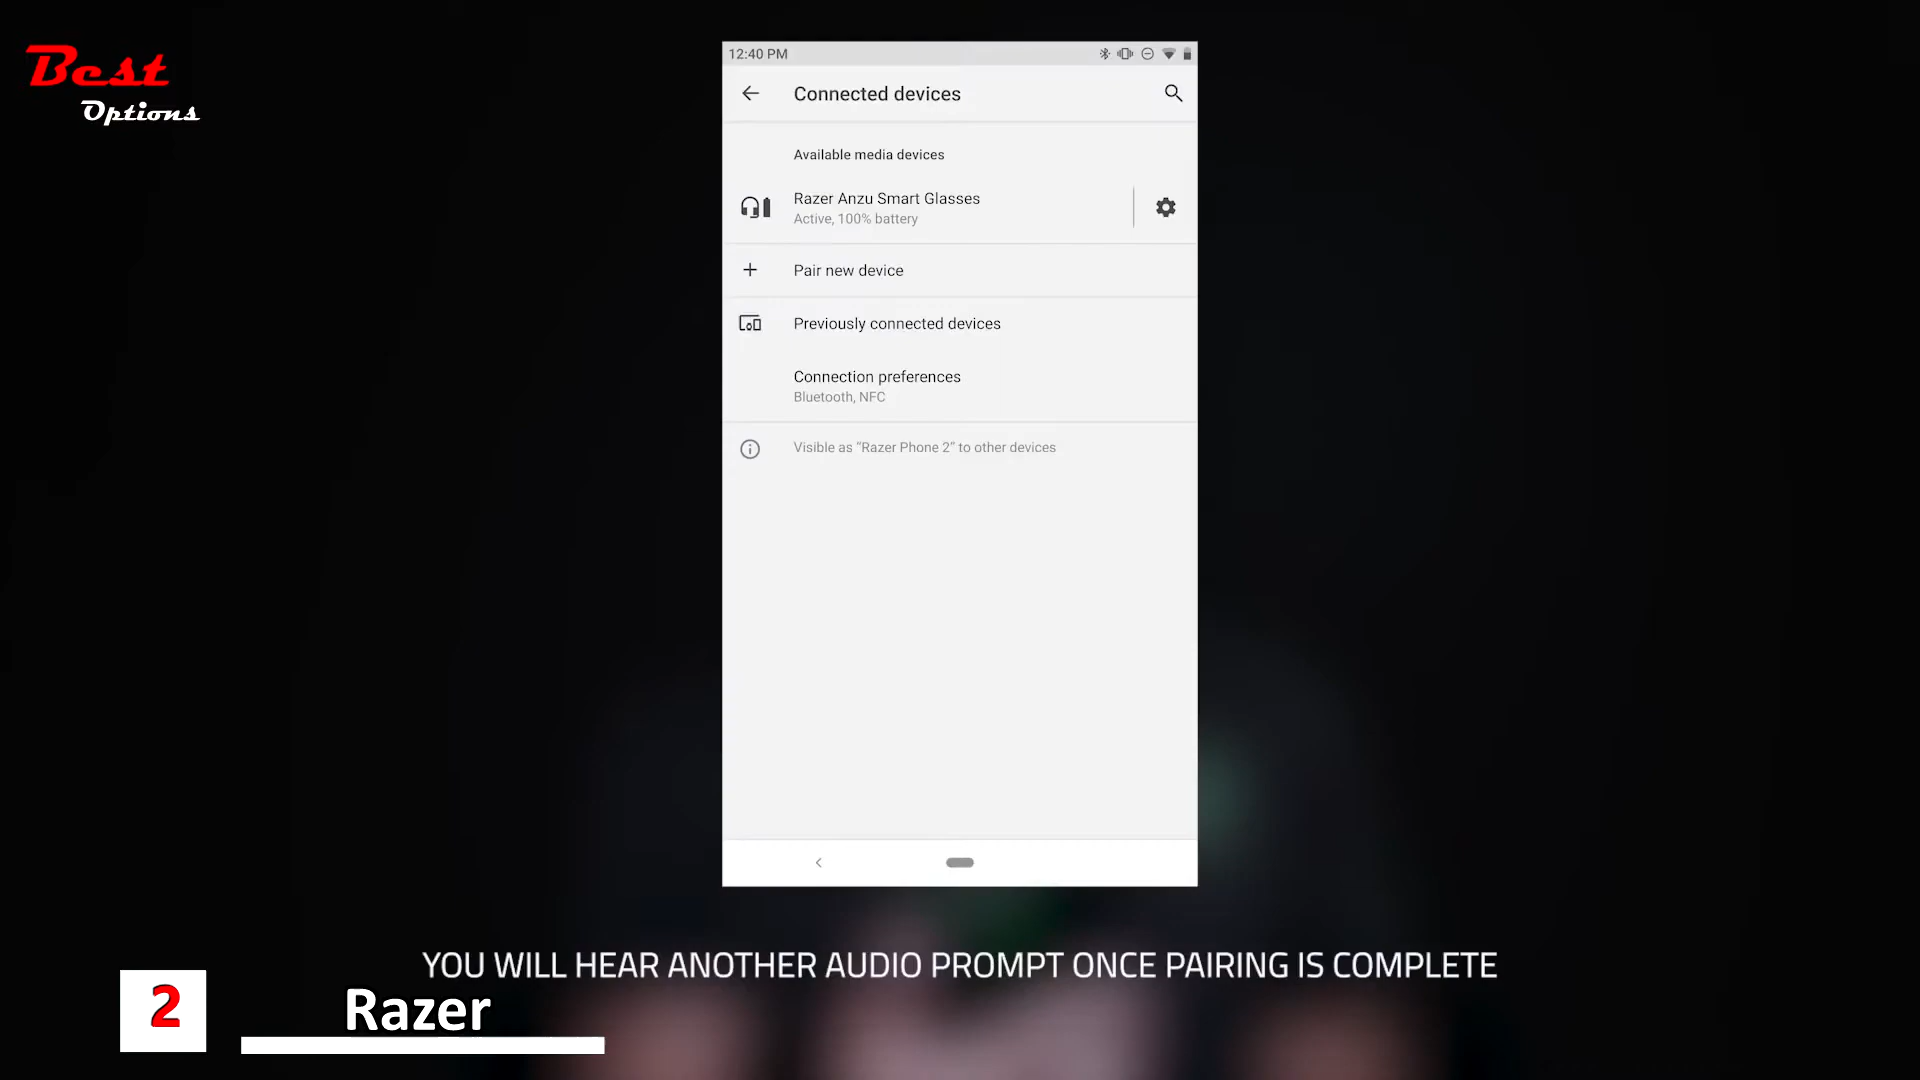 Best
Options
12:40 PM
Connected devices
Available media devices
Razer Anzu Smart Glasses
Active, 100% battery
Pair new device
Previously connected devices
Connection preferences
Bluetooth, NFC
Visible as “Razer Phone 2” to other devices
YOU WILL HEAR ANOTHER AUDIO PROMPT ONCE PAIRING IS COMPLETE
2
Razer